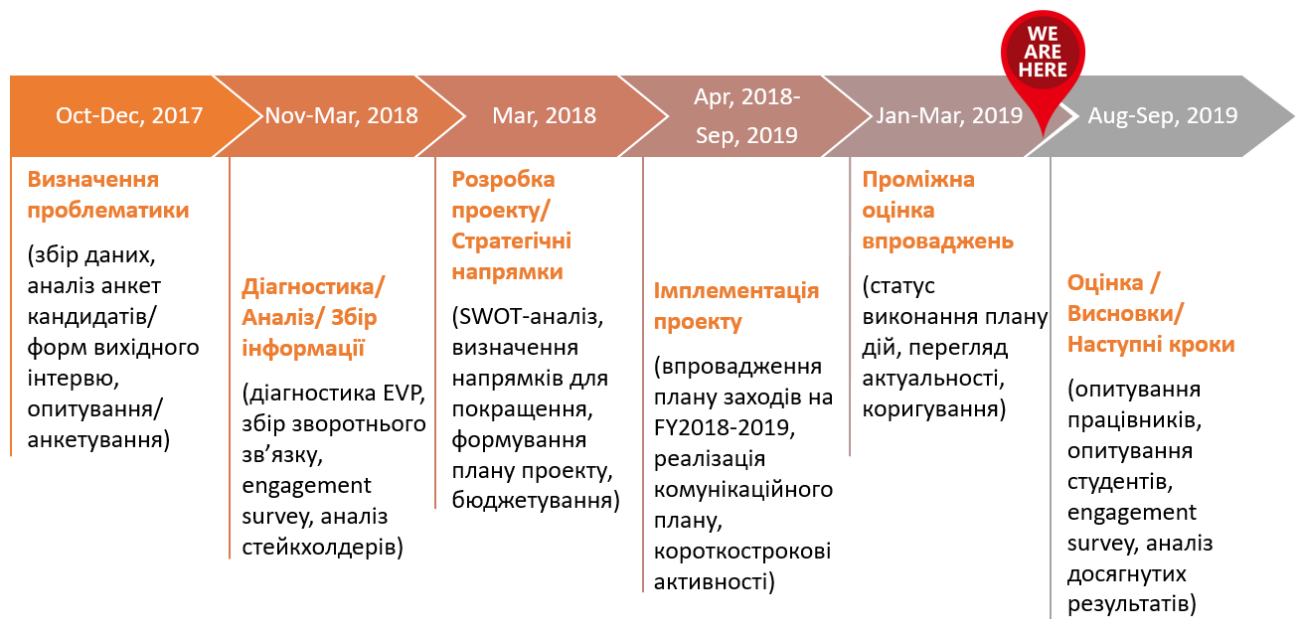 WE
ARE
HERE
Oct-Dec, 2017
Nov-Mar, 2018
Mar, 2018
Apr, 2018-
Sep, 2019
Jan-Mar, 2019
Aug-Sep, 2019
Визначення
проблематики
(збір даних,
аналіз анкет
кандидатів/
форм вихідного
інтервю,
опитування/
анкетування)
Діагностика/
Аналіз/ Збір
інформації
(діагностика EVP,
збір зворотнього
зв’язку,
engagement
survey, аналіз
стейкхолдерів)
Розробка
проекту/
Стратегічні
напрямки
(SWOT-аналіз,
визначення
напрямків для
покращення,
формування
плану проекту,
бюджетування)
Імплементація
проекту
(впровадження
плану заходів на
FY2018-2019,
реалізація
комунікаційного
плану,
короткострокові
активності)
Проміжна
оцінка
впроваджень
(статус
виконання плану
дій, перегляд
актуальності,
коригування)
Оцінка /
Висновки/
Наступні кроки
(опитування
працівників,
опитування
студентів,
engagement
survey, аналіз
досягнутих
результатів)